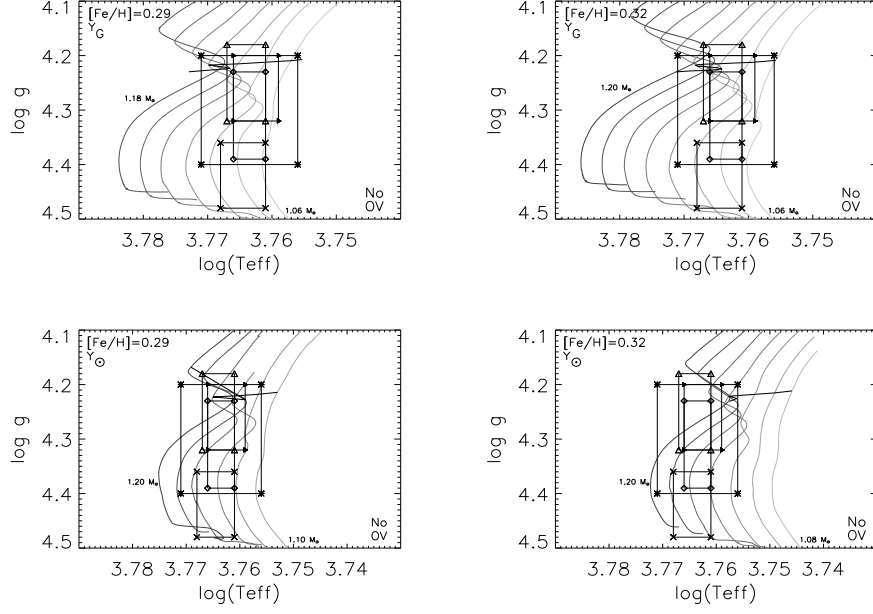 [Fe/H]=0.29
Y_G
1.18 M⊙
1.06 M⊙
No
OV
4.1
4.2
4.3
4.4
4.5
log g
3.78 3.77 3.76 3.75
log(Teff)
[Fe/H]=0.32
Y_G
1.20 M⊙
1.06 M⊙
No
OV
4.1
4.2
4.3
4.4
4.5
log g
3.78 3.77 3.76 3.75
log(Teff)
[Fe/H]=0.29
Y⊙
1.20 M⊙
1.10 M⊙
No
OV
4.1
4.2
4.3
4.4
4.5
log g
3.78 3.77 3.76 3.75 3.74
log(Teff)
[Fe/H]=0.32
Y⊙
1.20 M⊙
1.08 M⊙
No
OV
4.1
4.2
4.3
4.4
4.5
log g
3.78 3.77 3.76 3.75 3.74
log(Teff)